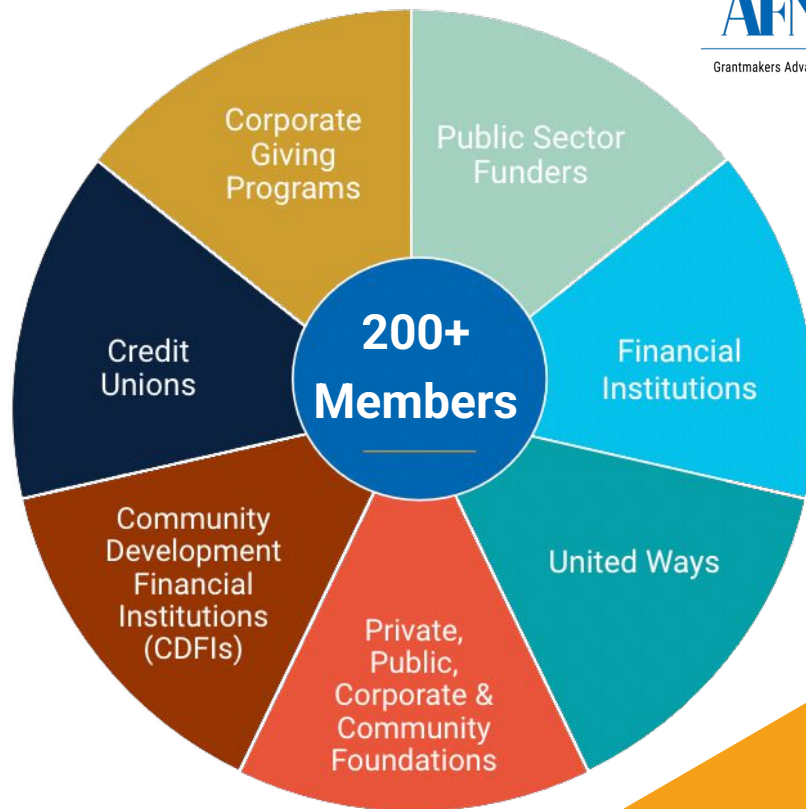 AFN
Grantmakers Adva
Corporate
Giving
Programs
Public Sector
Funders
Credit
Unions
200+
Members
Financial
Institutions
Community
Development
Financial
Institutions
(CDFIs)
United Ways
Private,
Public,
Corporate &
Community
Foundations